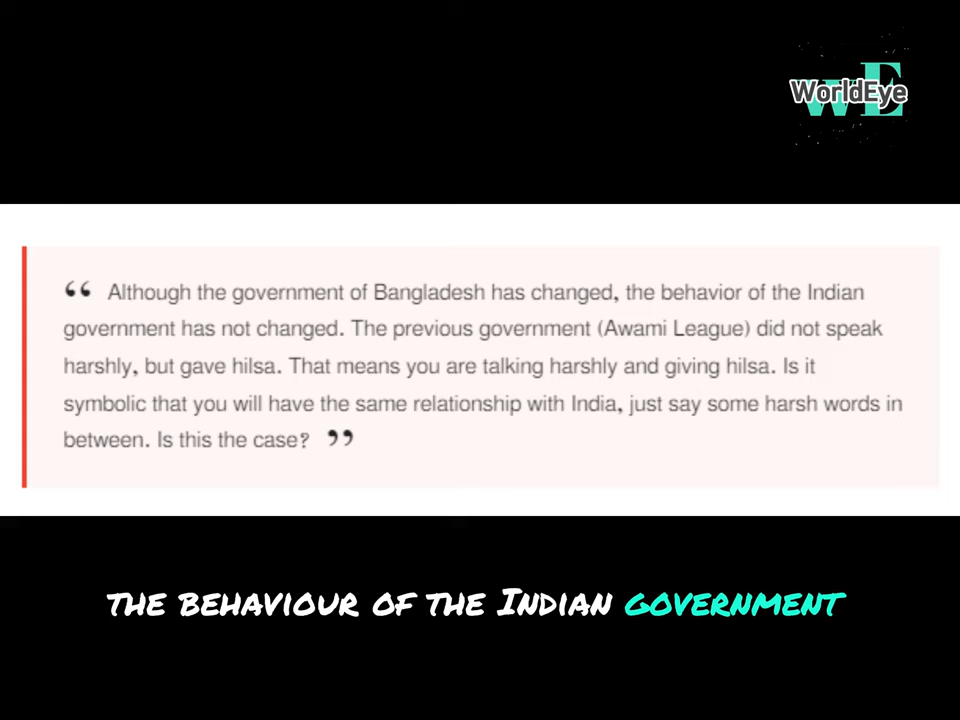 WE
WorldEye
“ Although the government of Bangladesh has changed, the behavior of the Indian
government has not changed. The previous government (Awami League) did not speak
harshly, but gave hilsa. That means you are talking harshly and giving hilsa. Is it
symbolic that you will have the same relationship with India, just say some harsh words in
between. Is this the case? ”
THE BEHAVIOUR OF THE INDIAN GOVERNMENT